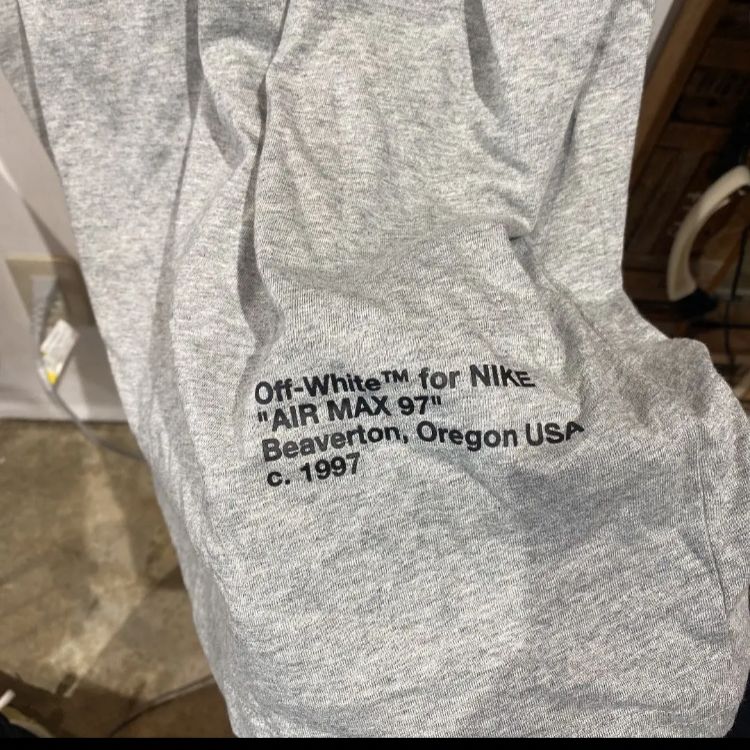 Off-White™ for NIKE
"AIR MAX 97"
Beaverton, Oregon USA
c. 1997